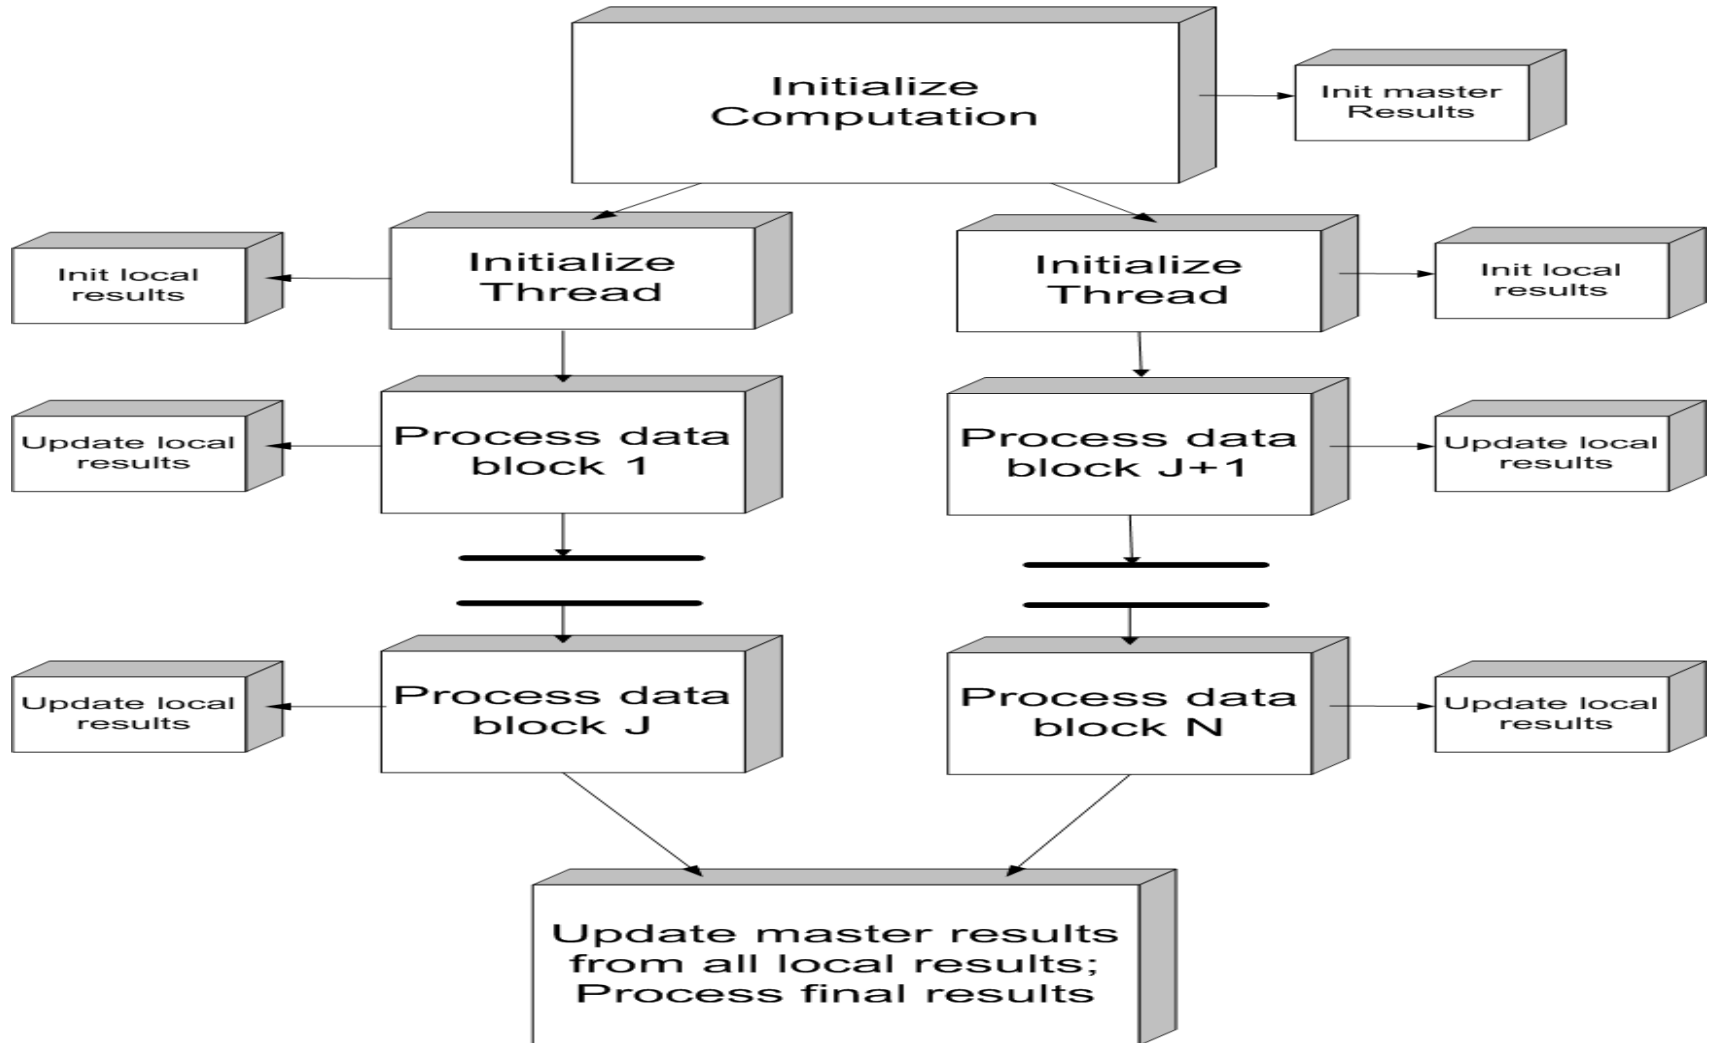 Initialize
Computation
Init master
Results
Init local
results
Initialize
Thread
Initialize
Thread
Init local
results
Update local
results
Process data
block 1
Process data
block J+1
Update local
results
Update local
results
Process data
block J
Process data
block N
Update local
results
Update master results
from all local results;
Process final results